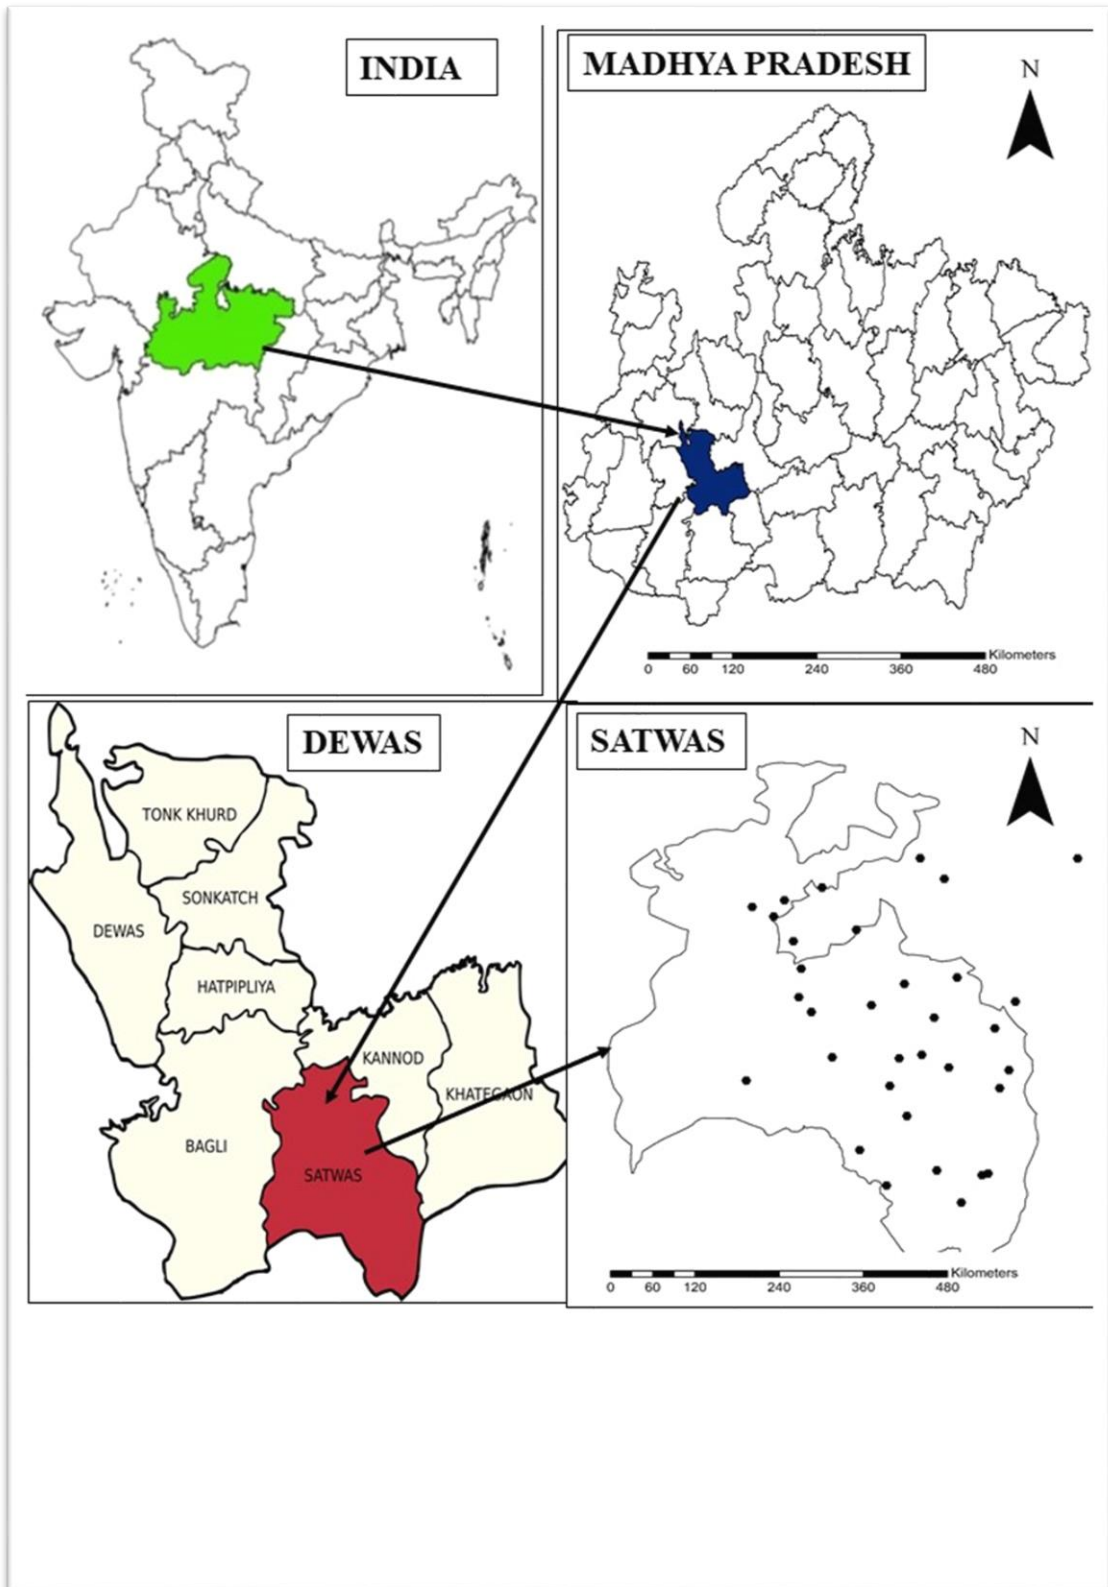 INDIA
MADHYA PRADESH
N
Kilometers
0 60 120 240 360 480
DEWAS
TONK KHURD
SONKATCH
DEWAS
HATPIPLIYA
KANNOD
KHATEGAON
BAGLI
SATWAS
SATWAS
N
Kilometers
0 60 120 240 360 480